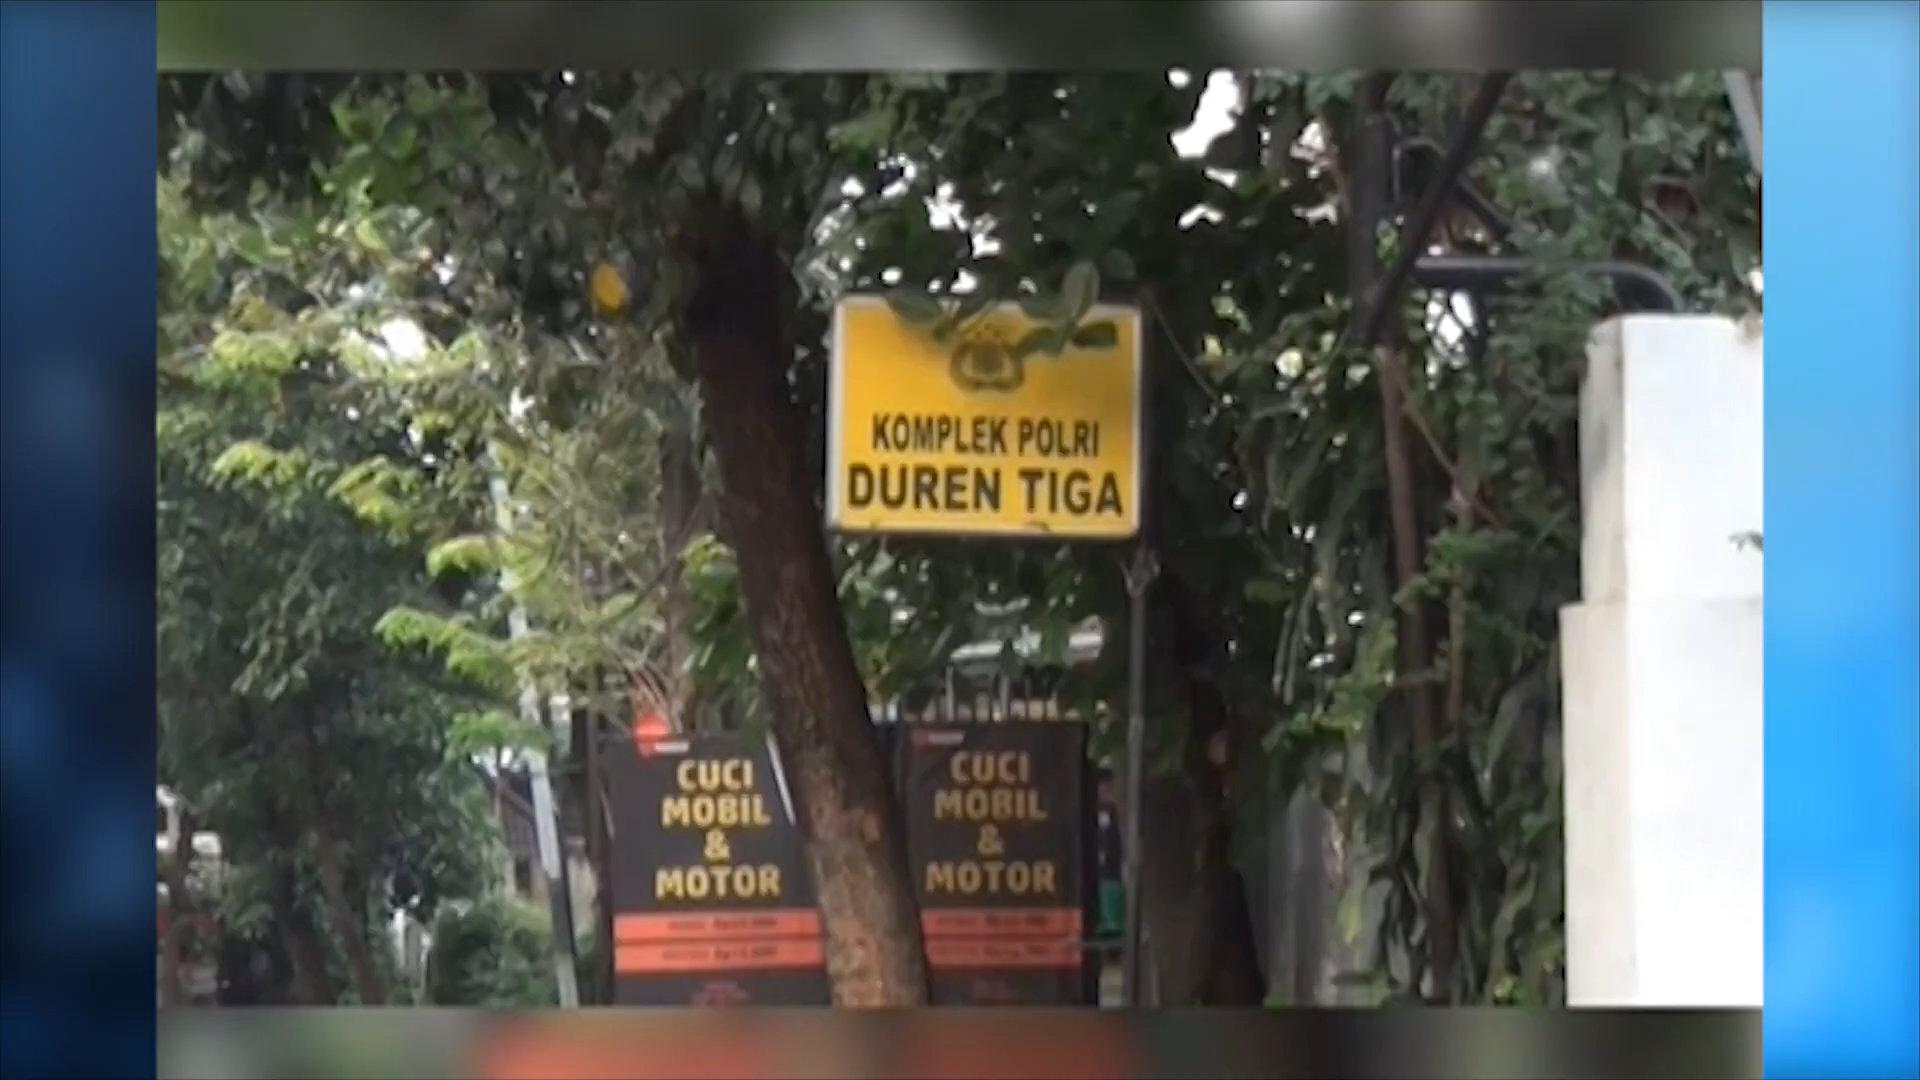 KOMPLEK POLRI
DUREN TIGA
CUCI
MOBIL
&
MOTOR
CUCI
MOBIL
&
MOTOR